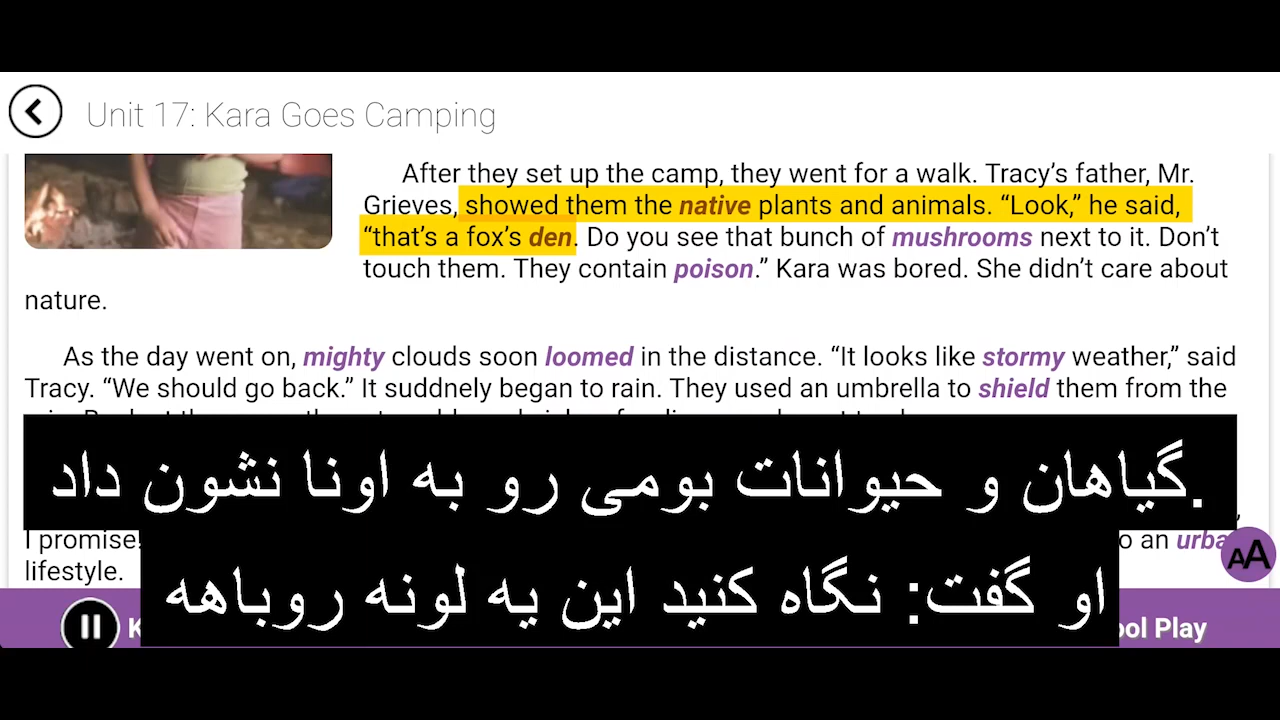 Unit 17: Kara Goes Camping
After they set up the camp, they went for a walk. Tracy’s father, Mr.
Grieves, showed them the native plants and animals. “Look,” he said,
“that’s a fox’s den. Do you see that bunch of mushrooms next to it. Don’t
touch them. They contain poison.” Kara was bored. She didn’t care about
nature.
As the day went on, mighty clouds soon loomed in the distance. “It looks like stormy weather,” said
Tracy. “We should go back.” It suddnely began to rain. They used an umbrella to shield them from the
.گیاهان و حیوانات بومی رو به اونا نشون داد
I promise! o an urba
lifestyle.
AA
او گفت: نگاه کنید این یه لونه روباهه
K ool Play